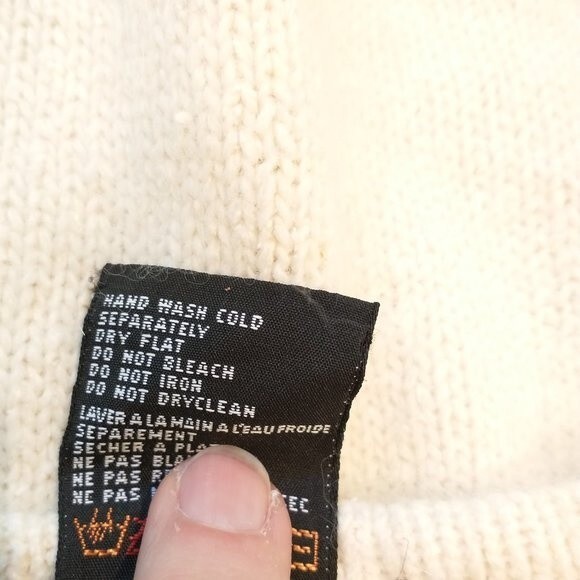 HAND WASH COLD
SEPARATELY
DRY FLAT
DO NOT BLEACH
DO NOT IRON
DO NOT DRYCLEAN
LAVER A LA MAIN A L'EAU FROIDE
SEPAREMENT
SECHER A
NE PAS
NE PAS
NE PAS SEC